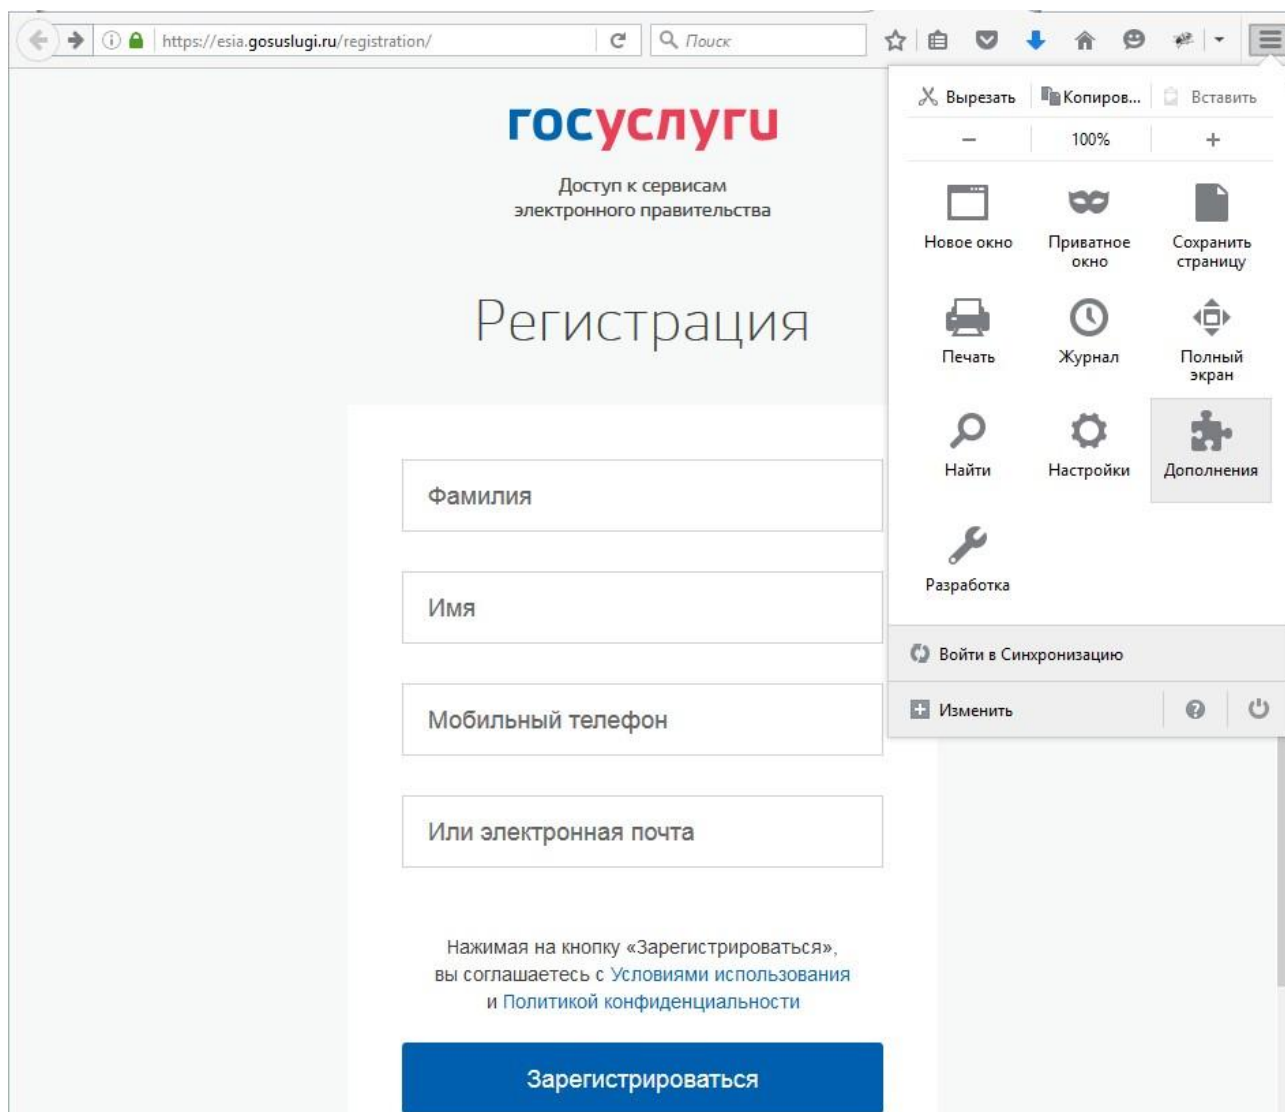 https://esia.gosuslugi.ru/registration/
Поиск
госуслуги
Доступ к сервисам
электронного правительства
Регистрация
Фамилия
Имя
Мобильный телефон
Или электронная почта
Нажимая на кнопку «Зарегистрироваться»,
вы соглашаетесь с Условиями использования
и Политикой конфиденциальности
Зарегистрироваться
Вырезать Копиров... Вставить
− 100% +
Новое окно
Приватное
окно
Сохранить
страницу
Печать
Журнал
Полный
экран
Найти
Настройки
Дополнения
Разработка
Войти в Синхронизацию
Изменить